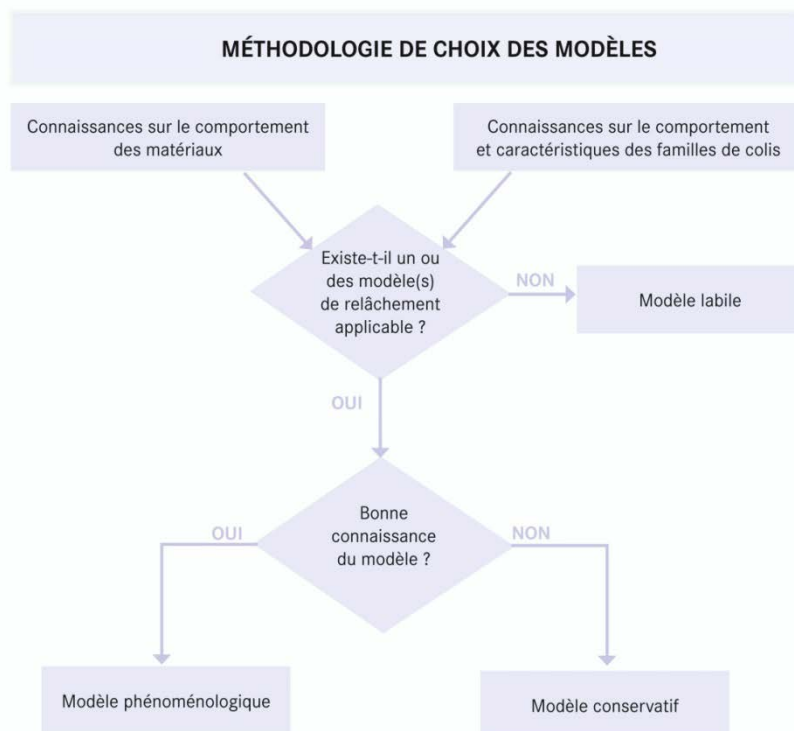 MÉTHODOLOGIE DE CHOIX DES MODÈLES
Connaissances sur le comportement
des matériaux
Connaissances sur le comportement
et caractéristiques des familles de colis
Existe-t-il un ou
des modèle(s)
de relâchement
applicable ?
NON
Modèle labile
OUI
Bonne
connaissance
du modèle ?
OUI
NON
Modèle phénoménologique
Modèle conservatif